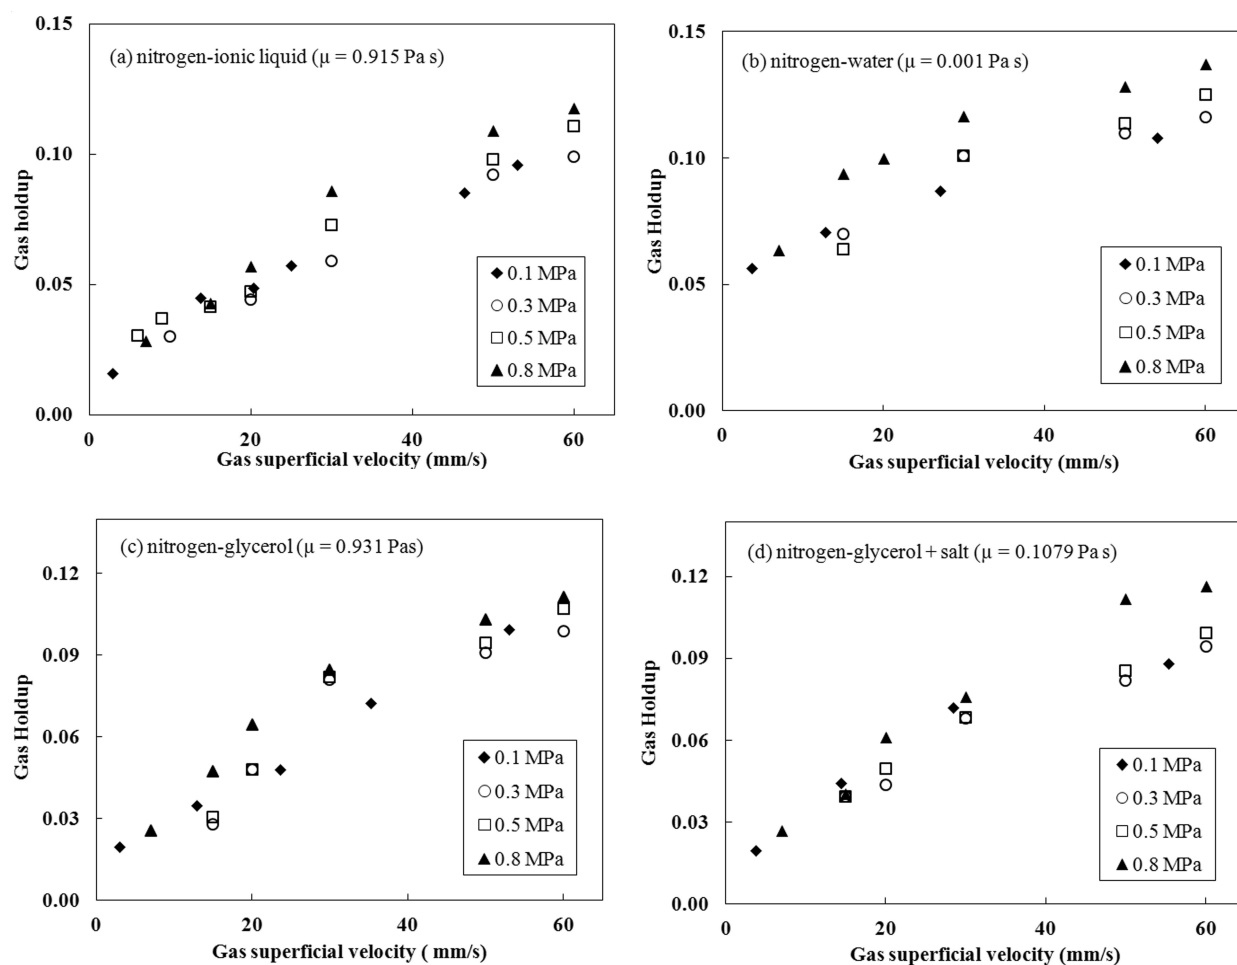 (a) nitrogen-ionic liquid (μ = 0.915 Pa s)
0.15
0.10
0.05
0.00
Gas holdup
0 20 40 60
Gas superficial velocity (mm/s)
0.1 MPa
0.3 MPa
0.5 MPa
0.8 MPa
(b) nitrogen-water (μ = 0.001 Pa s)
0.15
0.10
0.05
0.00
Gas Holdup
0 20 40 60
Gas superficial velocity (mm/s)
0.1 MPa
0.3 MPa
0.5 MPa
0.8 MPa
(c) nitrogen-glycerol (μ = 0.931 Pas)
0.12
0.09
0.06
0.03
0.00
Gas Holdup
0 20 40 60
Gas superficial velocity ( mm/s)
0.1 MPa
0.3 MPa
0.5 MPa
0.8 MPa
(d) nitrogen-glycerol + salt (μ = 0.1079 Pa s)
0.12
0.09
0.06
0.03
0.00
Gas Holdup
0 20 40 60
Gas superficial velocity (mm/s)
0.1 MPa
0.3 MPa
0.5 MPa
0.8 MPa